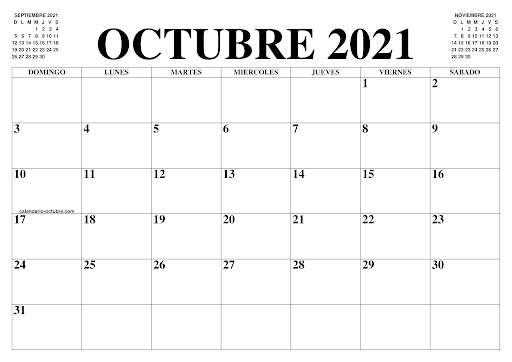 SEPTIEMBRE 2021
D L M M J V S
1 2 3 4
5 6 7 8 9 10 11
12 13 14 15 16 17 18
19 20 21 22 23 24 25
26 27 28 29 30
OCTUBRE 2021
NOVIEMBRE 2021
D L M M J V S
1 2 3 4 5 6
7 8 9 10 11 12 13
14 15 16 17 18 19 20
21 22 23 24 25 26 27
28 29 30
DOMINGO LUNES MARTES MIERCOLES JUEVES VIERNES SABADO
1 2
3 4 5 6 7 8 9
10 11 12 13 14 15 16
calendario-octubre.com
17 18 19 20 21 22 23
24 25 26 27 28 29 30
31